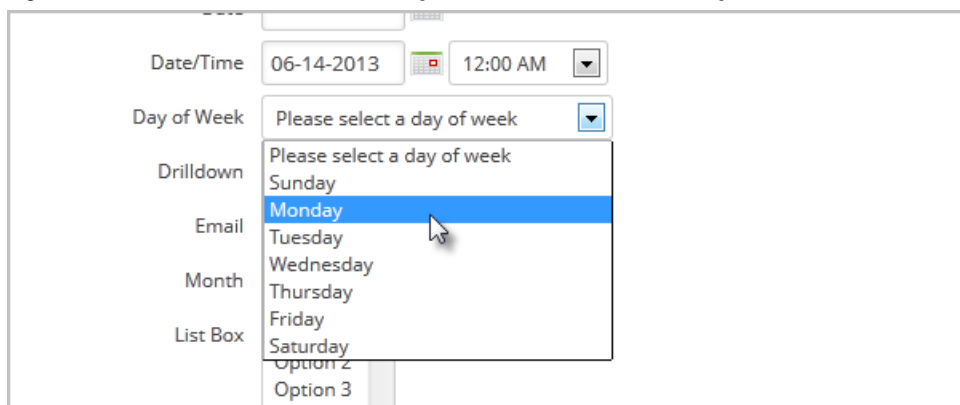 Date
Date/Time 06-14-2013 12:00 AM
Day of Week Please select a day of week
Please select a day of week
Drilldown
Sunday
Monday
Email
Tuesday
Wednesday
Month
Thursday
Friday
List Box
Saturday
Option 2
Option 3